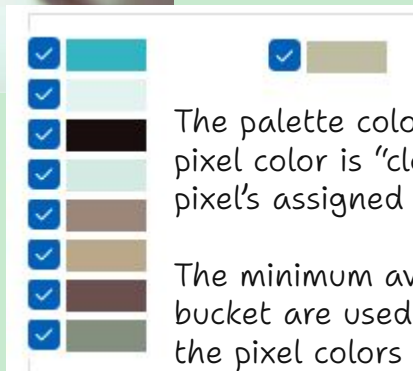 The palette colo
pixel color is "cl
pixel's assigned
The minimum av
bucket are used
the pixel colors